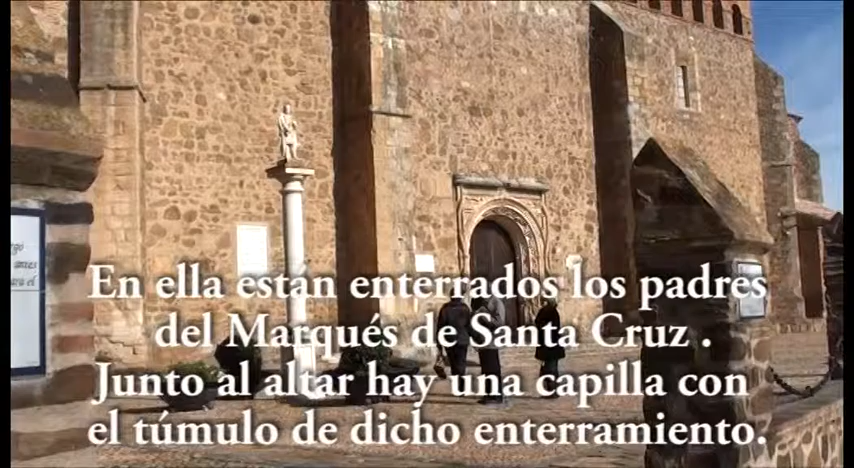 En ella están enterrados los padres
del Marqués de Santa Cruz .
Junto al altar hay una capilla con
el túmulo de dicho enterramiento.